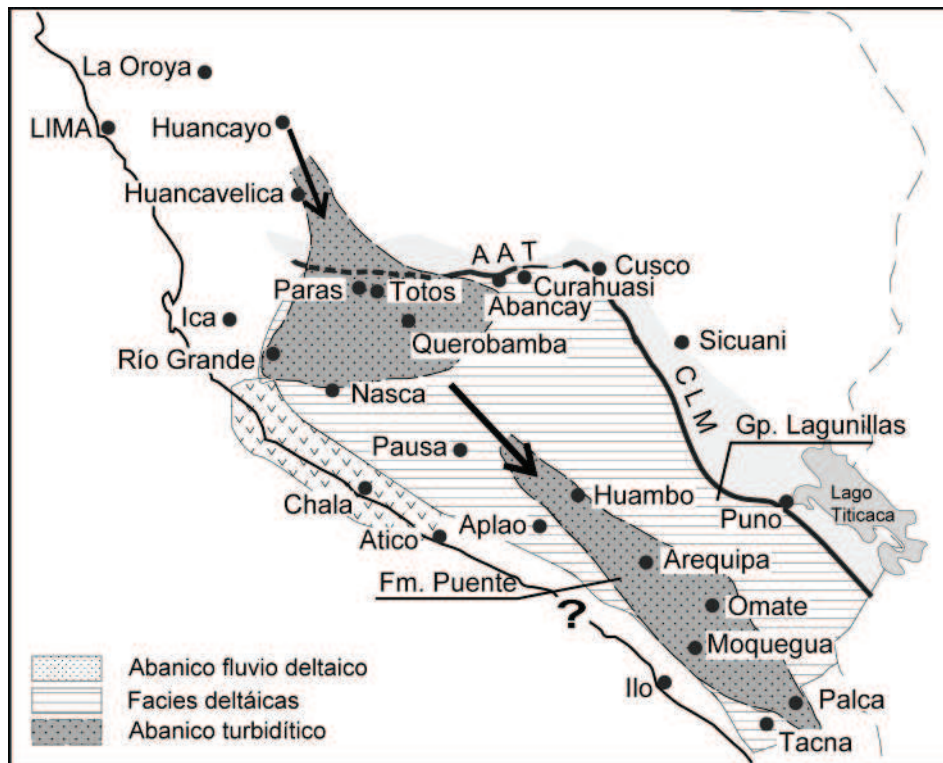 La Oroya
LIMA
Huancayo
Huancavelica
A A T
Cusco
Paras
Totos
Curahuasi
Abancay
Ica
Querobamba
Sicuani
Río Grande
Nasca
CLM
Gp. Lagunillas
Pausa
Chala
Huambo
Lago
Titicaca
Puno
Atico
Aplao
Arequipa
Fm. Puente
Omate
?
Moquegua
Abanico fluvio deltaico
Ilo
Facies deltáicas
Palca
Abanico turbidítico
Tacna